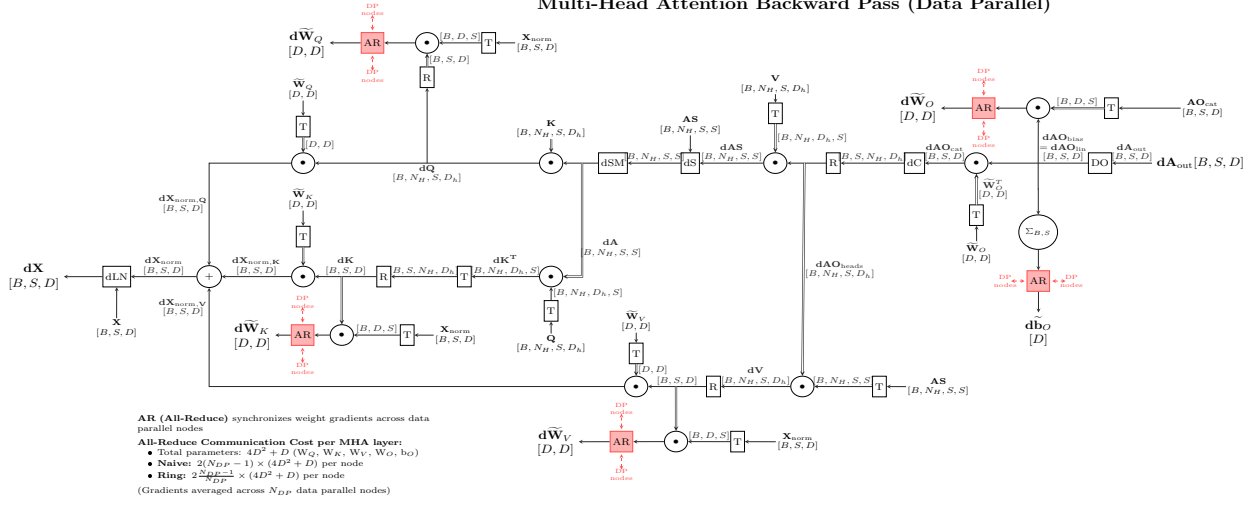 Multi-Head Attention Backward Pass (Data Parallel)
DP nodes
dW̃_Q [D, D]
AR
[B, D, S]
T
X_norm [B, S, D]
DP nodes
[B, S, D]
R
W̃_Q [D, D]
T
[D, D]
K [B, N_H, S, D_h]
dQ [B, N_H, S, D_h]
dSM
[B, N_H, S, S]
AS [B, N_H, S, S]
dS
dAS [B, N_H, S, S]
V [B, N_H, S, D_h]
T
[B, N_H, D_h, S]
R
[B, S, N_H, D_h]
dC
dAO_cat [B, S, D]
DP nodes
dW̃_O [D, D]
AR
[B, D, S]
T
AO_cat [B, S, D]
DP nodes
dAO_bias = dAO_lin [B, S, D]
DO
dA_out [B, S, D]
dA_out[B, S, D]
W̃_O^T [D, D]
T
W̃_O [D, D]
Σ_{B,S}
DP nodes
AR
DP nodes
db̃_O [D]
dX_norm,Q [B, S, D]
W̃_K [D, D]
T
dA [B, N_H, S, S]
dAO_heads [B, N_H, S, D_h]
dX [B, S, D]
dLN
dX_norm [B, S, D]
+
dX_norm,K [B, S, D]
dK [B, S, D]
R
[B, S, N_H, D_h]
T
dK^T [B, N_H, D_h, S]
[B, N_H, D_h, S]
T
Q [B, N_H, S, D_h]
X [B, S, D]
dX_norm,V [B, S, D]
DP nodes
dW̃_K [D, D]
AR
[B, D, S]
T
X_norm [B, S, D]
DP nodes
W̃_V [D, D]
T
[D, D]
[B, S, D]
R
dV [B, N_H, S, D_h]
[B, N_H, S, S]
T
AS [B, N_H, S, S]
DP nodes
dW̃_V [D, D]
AR
[B, D, S]
T
X_norm [B, S, D]
DP nodes
AR (All-Reduce) synchronizes weight gradients across data
parallel nodes
All-Reduce Communication Cost per MHA layer:
• Total parameters: 4D² + D (W_Q, W_K, W_V, W_O, b_O)
• Naive: 2(N_DP − 1) × (4D² + D) per node
• Ring: 2 (N_DP−1)/N_DP × (4D² + D) per node
(Gradients averaged across N_DP data parallel nodes)